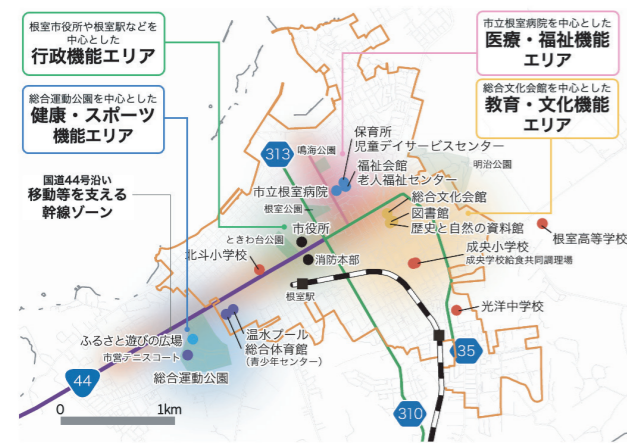 根室市役所や根室駅などを
中心とした
行政機能エリア
市立根室病院を中心とした
医療・福祉機能
エリア
総合運動公園を中心とした
健康・スポーツ
機能エリア
総合文化会館を中心とした
教育・文化機能
エリア
国道44号沿い
移動等を支える
幹線ゾーン
313
鳴海公園
保育所
児童デイサービスセンター
明治公園
福祉会館
老人福祉センター
市立根室病院
根室公園
総合文化会館
図書館
歴史と自然の資料館
市役所
ときわ台公園
根室高等学校
北斗小学校
消防本部
成央小学校
成央学校給食共同調理場
根室駅
光洋中学校
ふるさと遊びの広場
市営テニスコート
温水プール
総合体育館
(青少年センター)
総合運動公園
35
44
310
0
1km